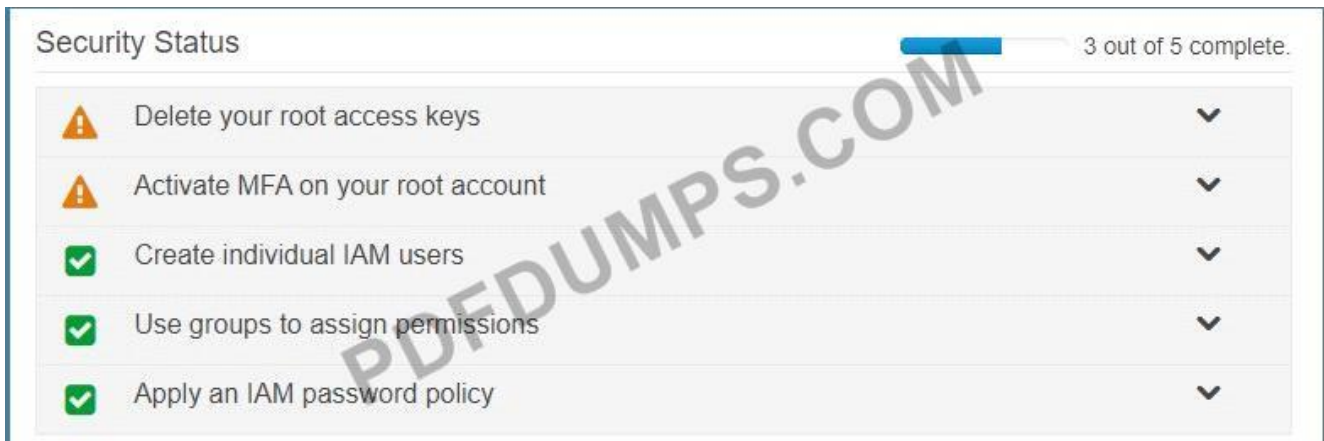 Security Status
3 out of 5 complete.
Delete your root access keys
Activate MFA on your root account
Create individual IAM users
Use groups to assign permissions
Apply an IAM password policy
PDFDUMPS.COM